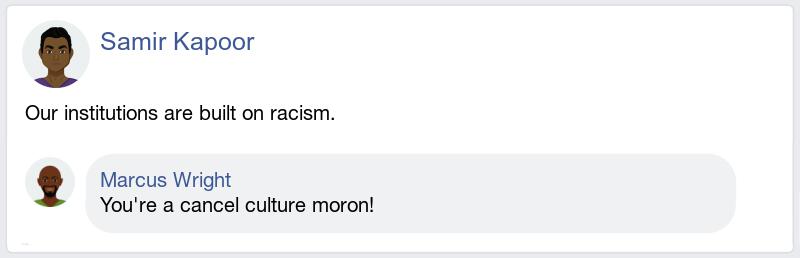 Samir Kapoor
Our institutions are built on racism.
Marcus Wright
You're a cancel culture moron!